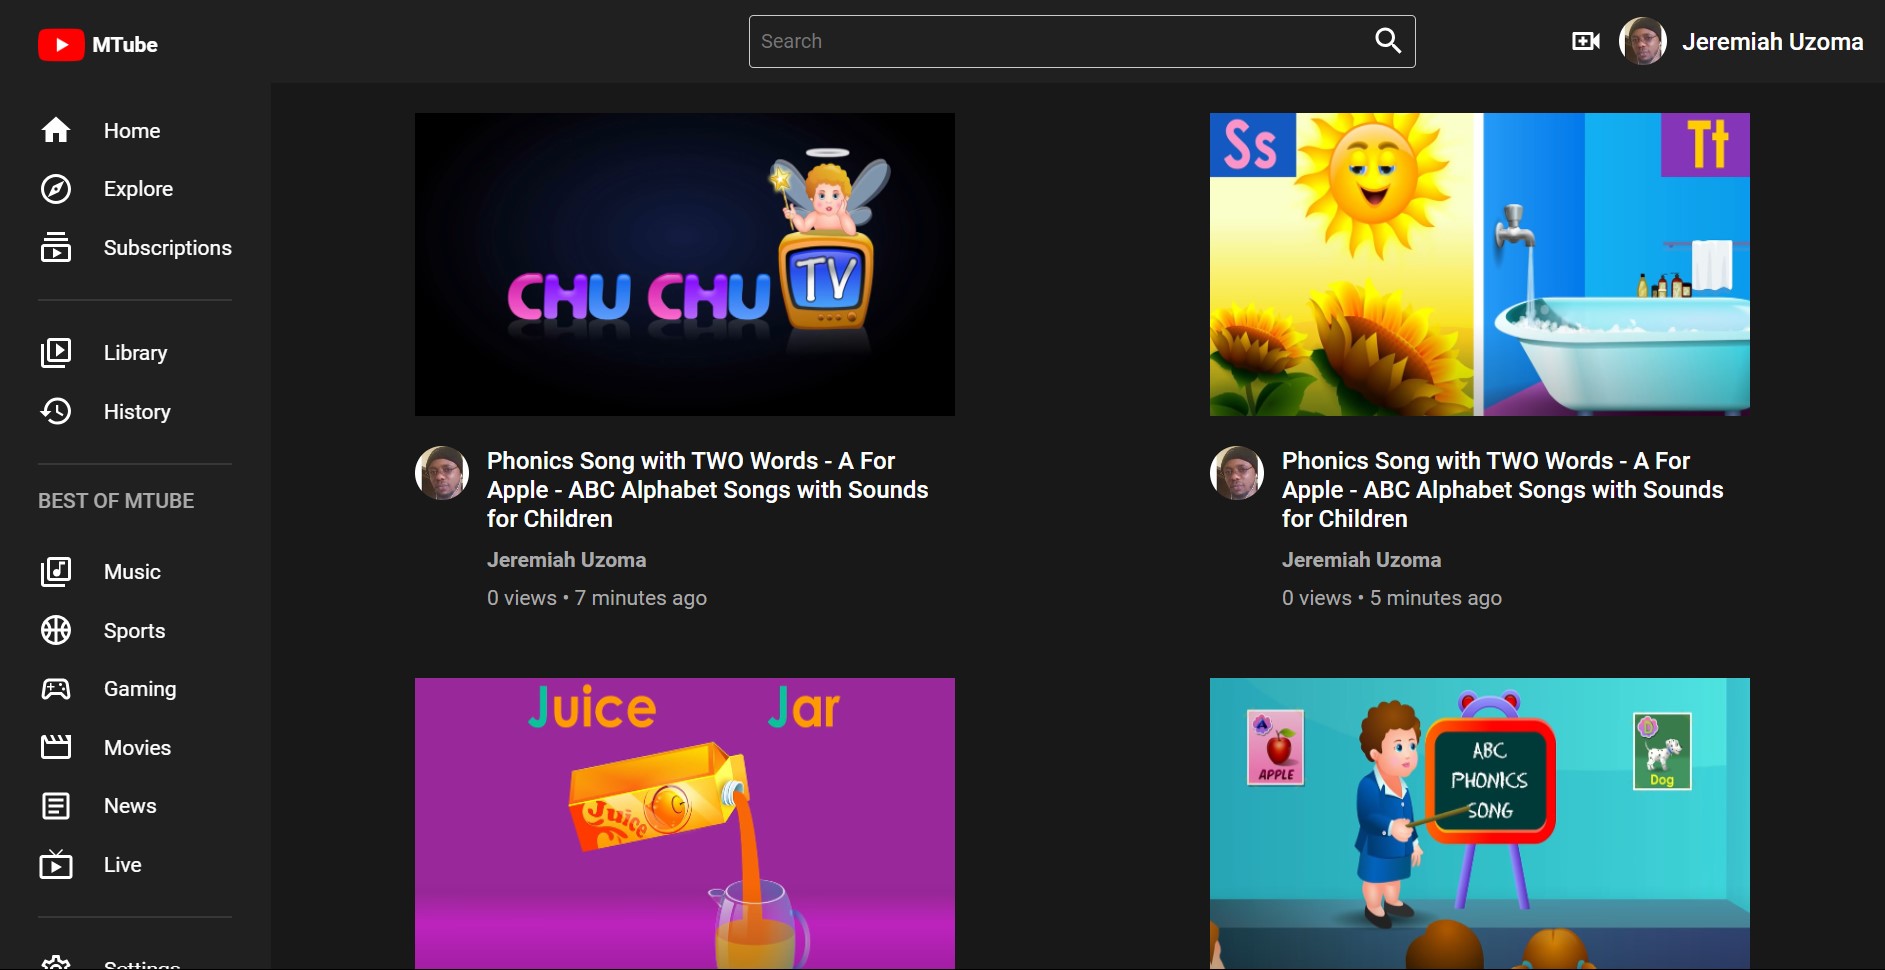 MTube
Search
Jeremiah Uzoma
Home
Explore
Subscriptions
Library
History
BEST OF MTUBE
Music
Sports
Gaming
Movies
News
Live
Settings
CHU CHU TV
Ss
Tt
Phonics Song with TWO Words - A For
Apple - ABC Alphabet Songs with Sounds
for Children
Jeremiah Uzoma
0 views • 7 minutes ago
Phonics Song with TWO Words - A For
Apple - ABC Alphabet Songs with Sounds
for Children
Jeremiah Uzoma
0 views • 5 minutes ago
Juice Jar
Juice
A
APPLE
ABC
PHONICS
SONG
D
Dog